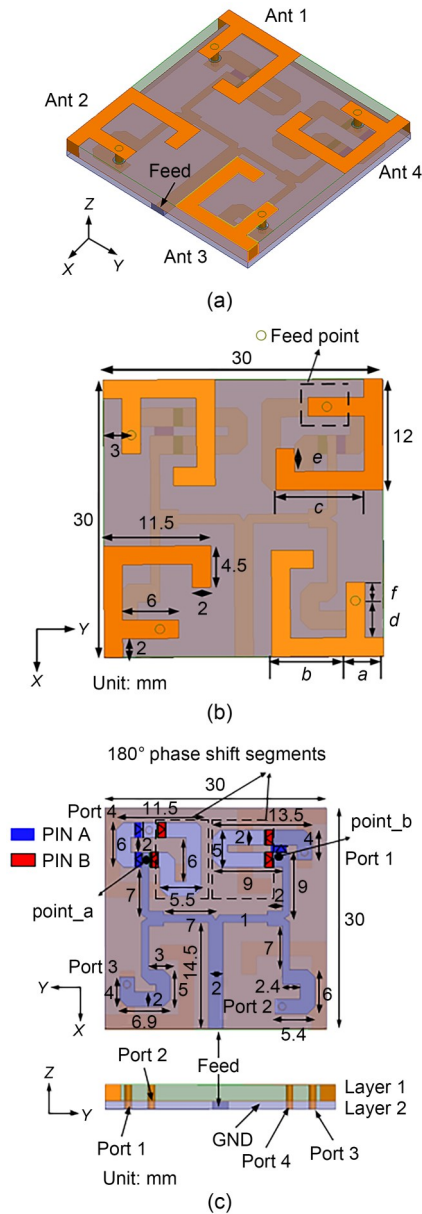 Ant 1
Ant 2
Ant 4
Feed
Ant 3
Z
X
Y
(a)
Feed point
30
3
12
e
c
30
11.5
4.5
6
2
2
f
d
b
a
Y
X
Unit: mm
(b)
180° phase shift segments
30
Port 4
11.5
13.5
PIN A
PIN B
point_b
6
2
6
5
2
4
Port 1
9
9
2
point_a
5.5
7
7
1
30
14.5
7
3
Port 3
4
2
5
6.9
2
2.4
Port 2
6
5.4
Y
X
Feed
Port 2
Z
Y
Layer 1
Layer 2
Port 1
GND
Port 4
Port 3
Unit: mm
(c)